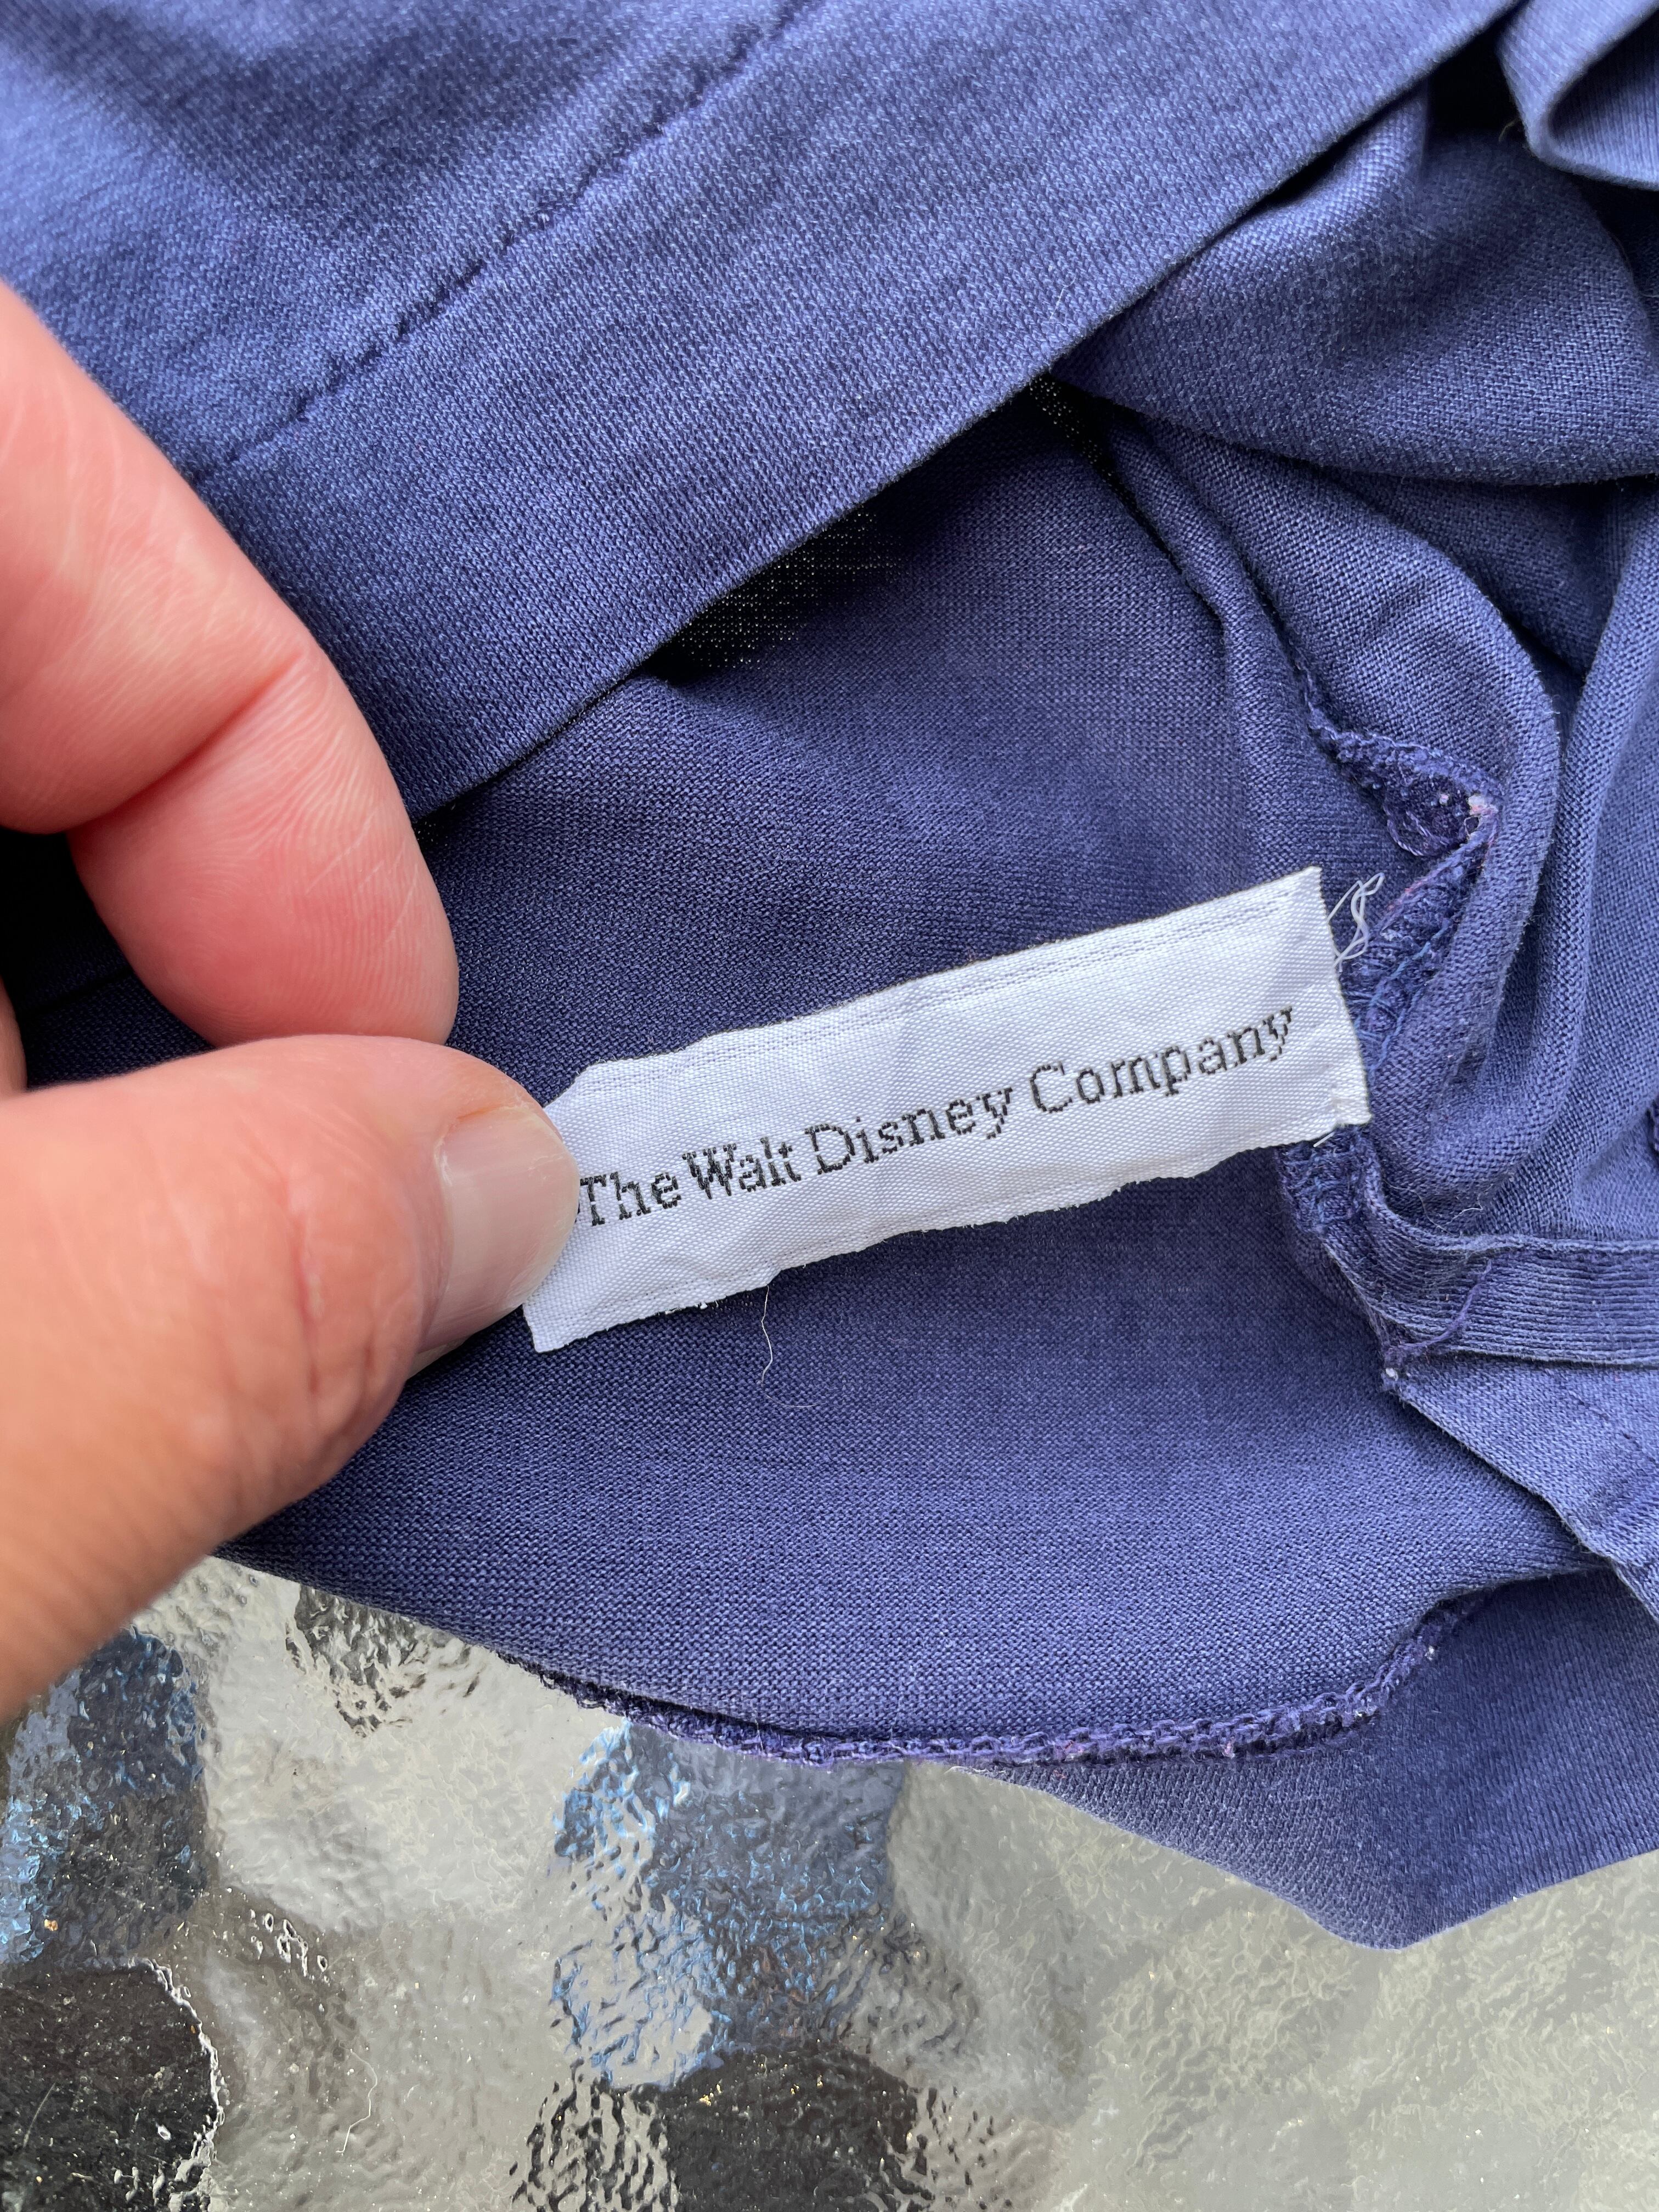 The Walt Disney Company